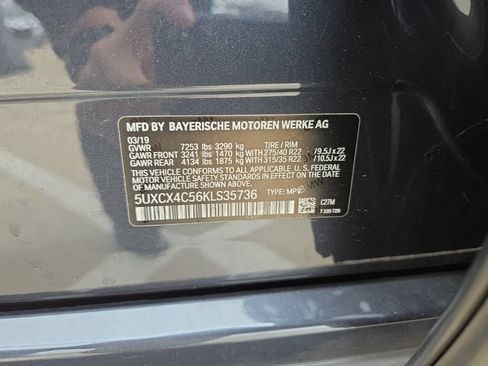 MFD BY BAYERISCHE MOTOREN WERKE AG
03/19
GVWR 7253 lbs 3290 kg TIRE / RIM
GAWR FRONT 3241 lbs 1470 kg WITH 275/40 R22 / 9.5J x 22
GAWR REAR 4134 lbs 1875 kg WITH 315/35 R22 / 10.5J x 22
THIS VEHICLE CONFORMS TO ALL APPLICABLE
U. S. FEDERAL MOTOR VEHICLE SAFETY
STANDARDS IN EFFECT ON THE DATE OF
MANUFACTURE SHOWN ABOVE.
5UXCX4C56KLS35736 TYPE: MPV
C27M
7 320 720